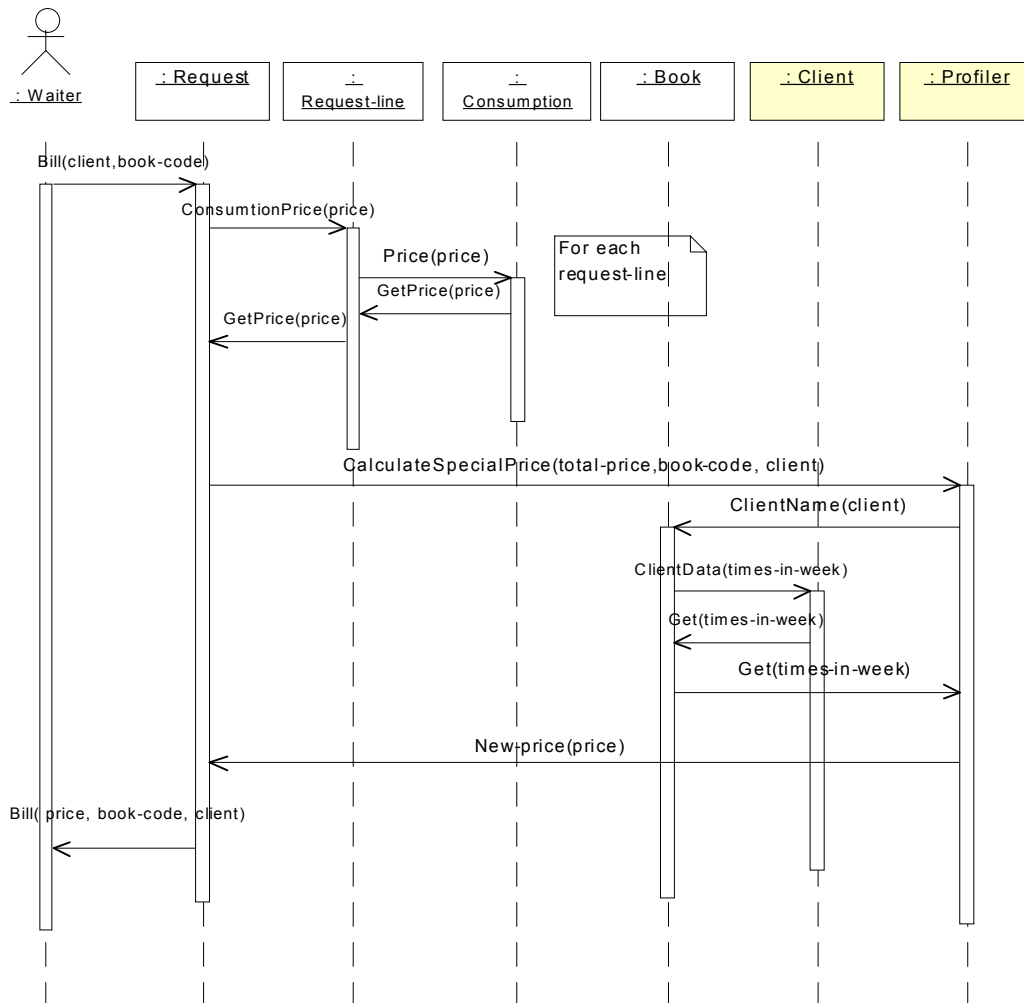 : Waiter
: Request
:
Request-line
:
Consumption
: Book
: Client
: Profiler
Bill(client,book-code)
ConsumtionPrice(price)
Price(price)
For each
request-line
GetPrice(price)
GetPrice(price)
CalculateSpecialPrice(total-price,book-code, client)
ClientName(client)
ClientData(times-in-week)
Get(times-in-week)
Get(times-in-week)
New-price(price)
Bill( price, book-code, client)